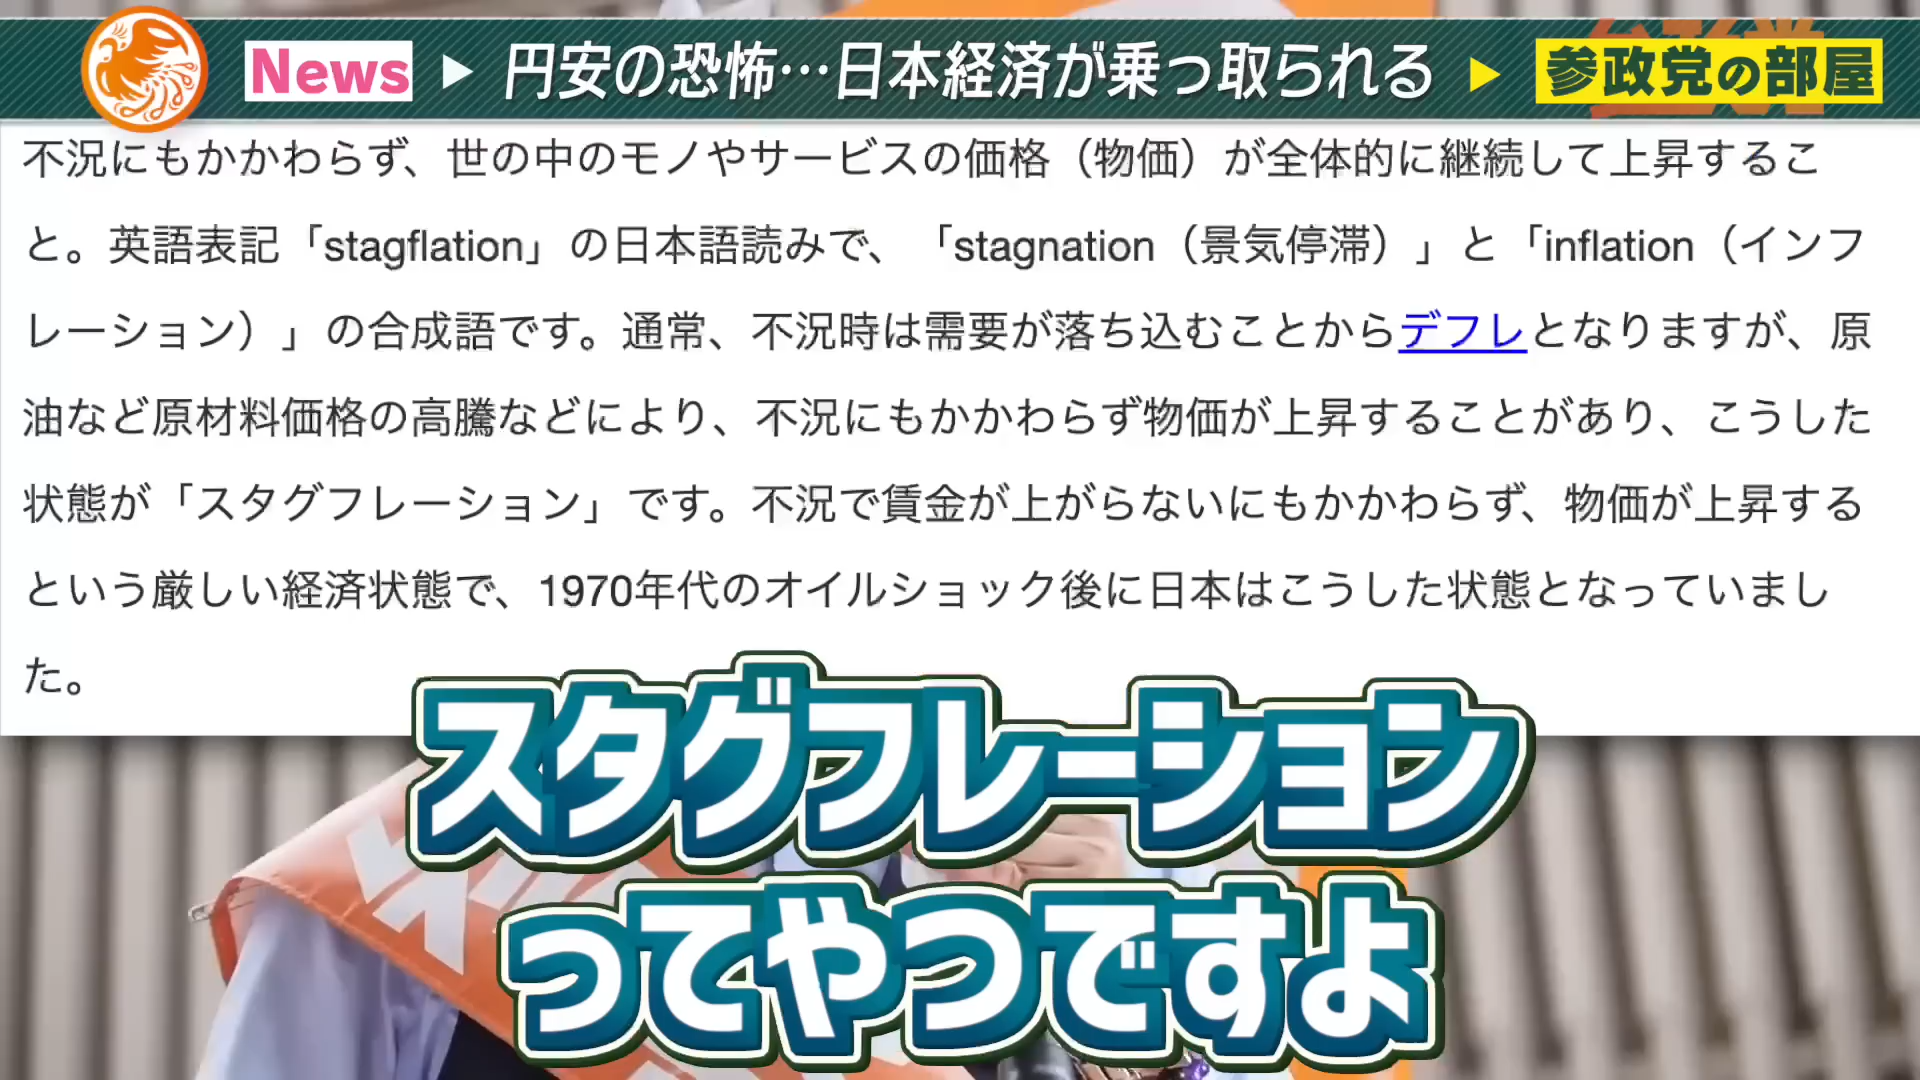 News ▶ 円安の恐怖…日本経済が乗っ取られる ▶ 参政党の部屋
不況にもかかわらず、世の中のモノやサービスの価格（物価）が全体的に継続して上昇するこ
と。英語表記「stagflation」の日本語読みで、「stagnation（景気停滞）」と「inflation（インフ
レーション）」の合成語です。通常、不況時は需要が落ち込むことからデフレとなりますが、原
油など原材料価格の高騰などにより、不況にもかかわらず物価が上昇することがあり、こうした
状態が「スタグフレーション」です。不況で賃金が上がらないにもかかわらず、物価が上昇する
という厳しい経済状態で、1970年代のオイルショック後に日本はこうした状態となっていまし
た。
スタグフレーション
ってやつですよ